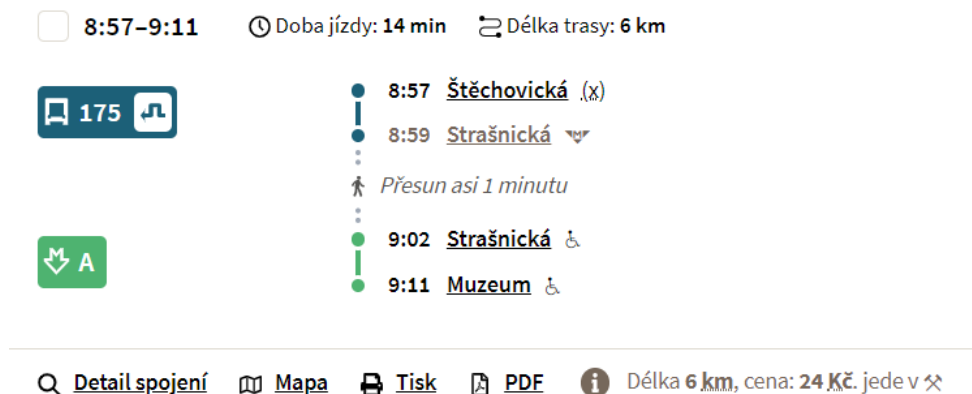 8:57–9:11 Doba jízdy: 14 min Délka trasy: 6 km
175 8:57 Štěchovická (x)
8:59 Strašnická
Přesun asi 1 minutu
A 9:02 Strašnická
9:11 Muzeum
Detail spojení Mapa Tisk PDF Délka 6 km, cena: 24 Kč. jede v